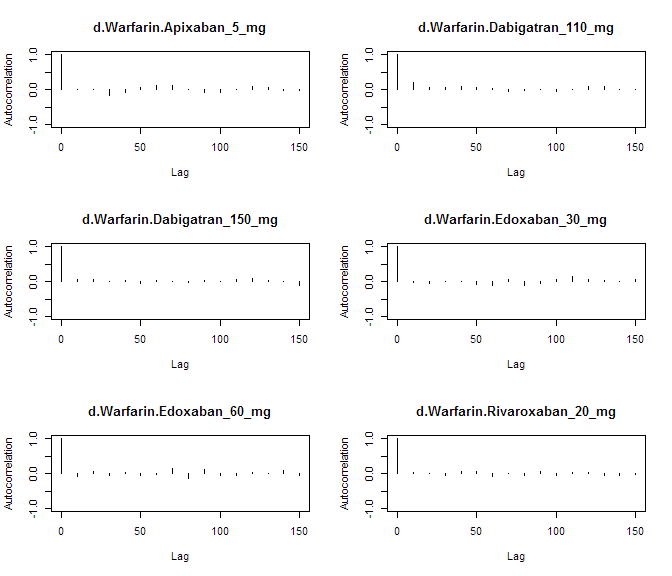 d.Warfarin.Apixaban_5_mg
Autocorrelation
1.0
0.0
-1.0
0 50 100 150
Lag
d.Warfarin.Dabigatran_110_mg
Autocorrelation
1.0
0.0
-1.0
0 50 100 150
Lag
d.Warfarin.Dabigatran_150_mg
Autocorrelation
1.0
0.0
-1.0
0 50 100 150
Lag
d.Warfarin.Edoxaban_30_mg
Autocorrelation
1.0
0.0
-1.0
0 50 100 150
Lag
d.Warfarin.Edoxaban_60_mg
Autocorrelation
1.0
0.0
-1.0
0 50 100 150
Lag
d.Warfarin.Rivaroxaban_20_mg
Autocorrelation
1.0
0.0
-1.0
0 50 100 150
Lag